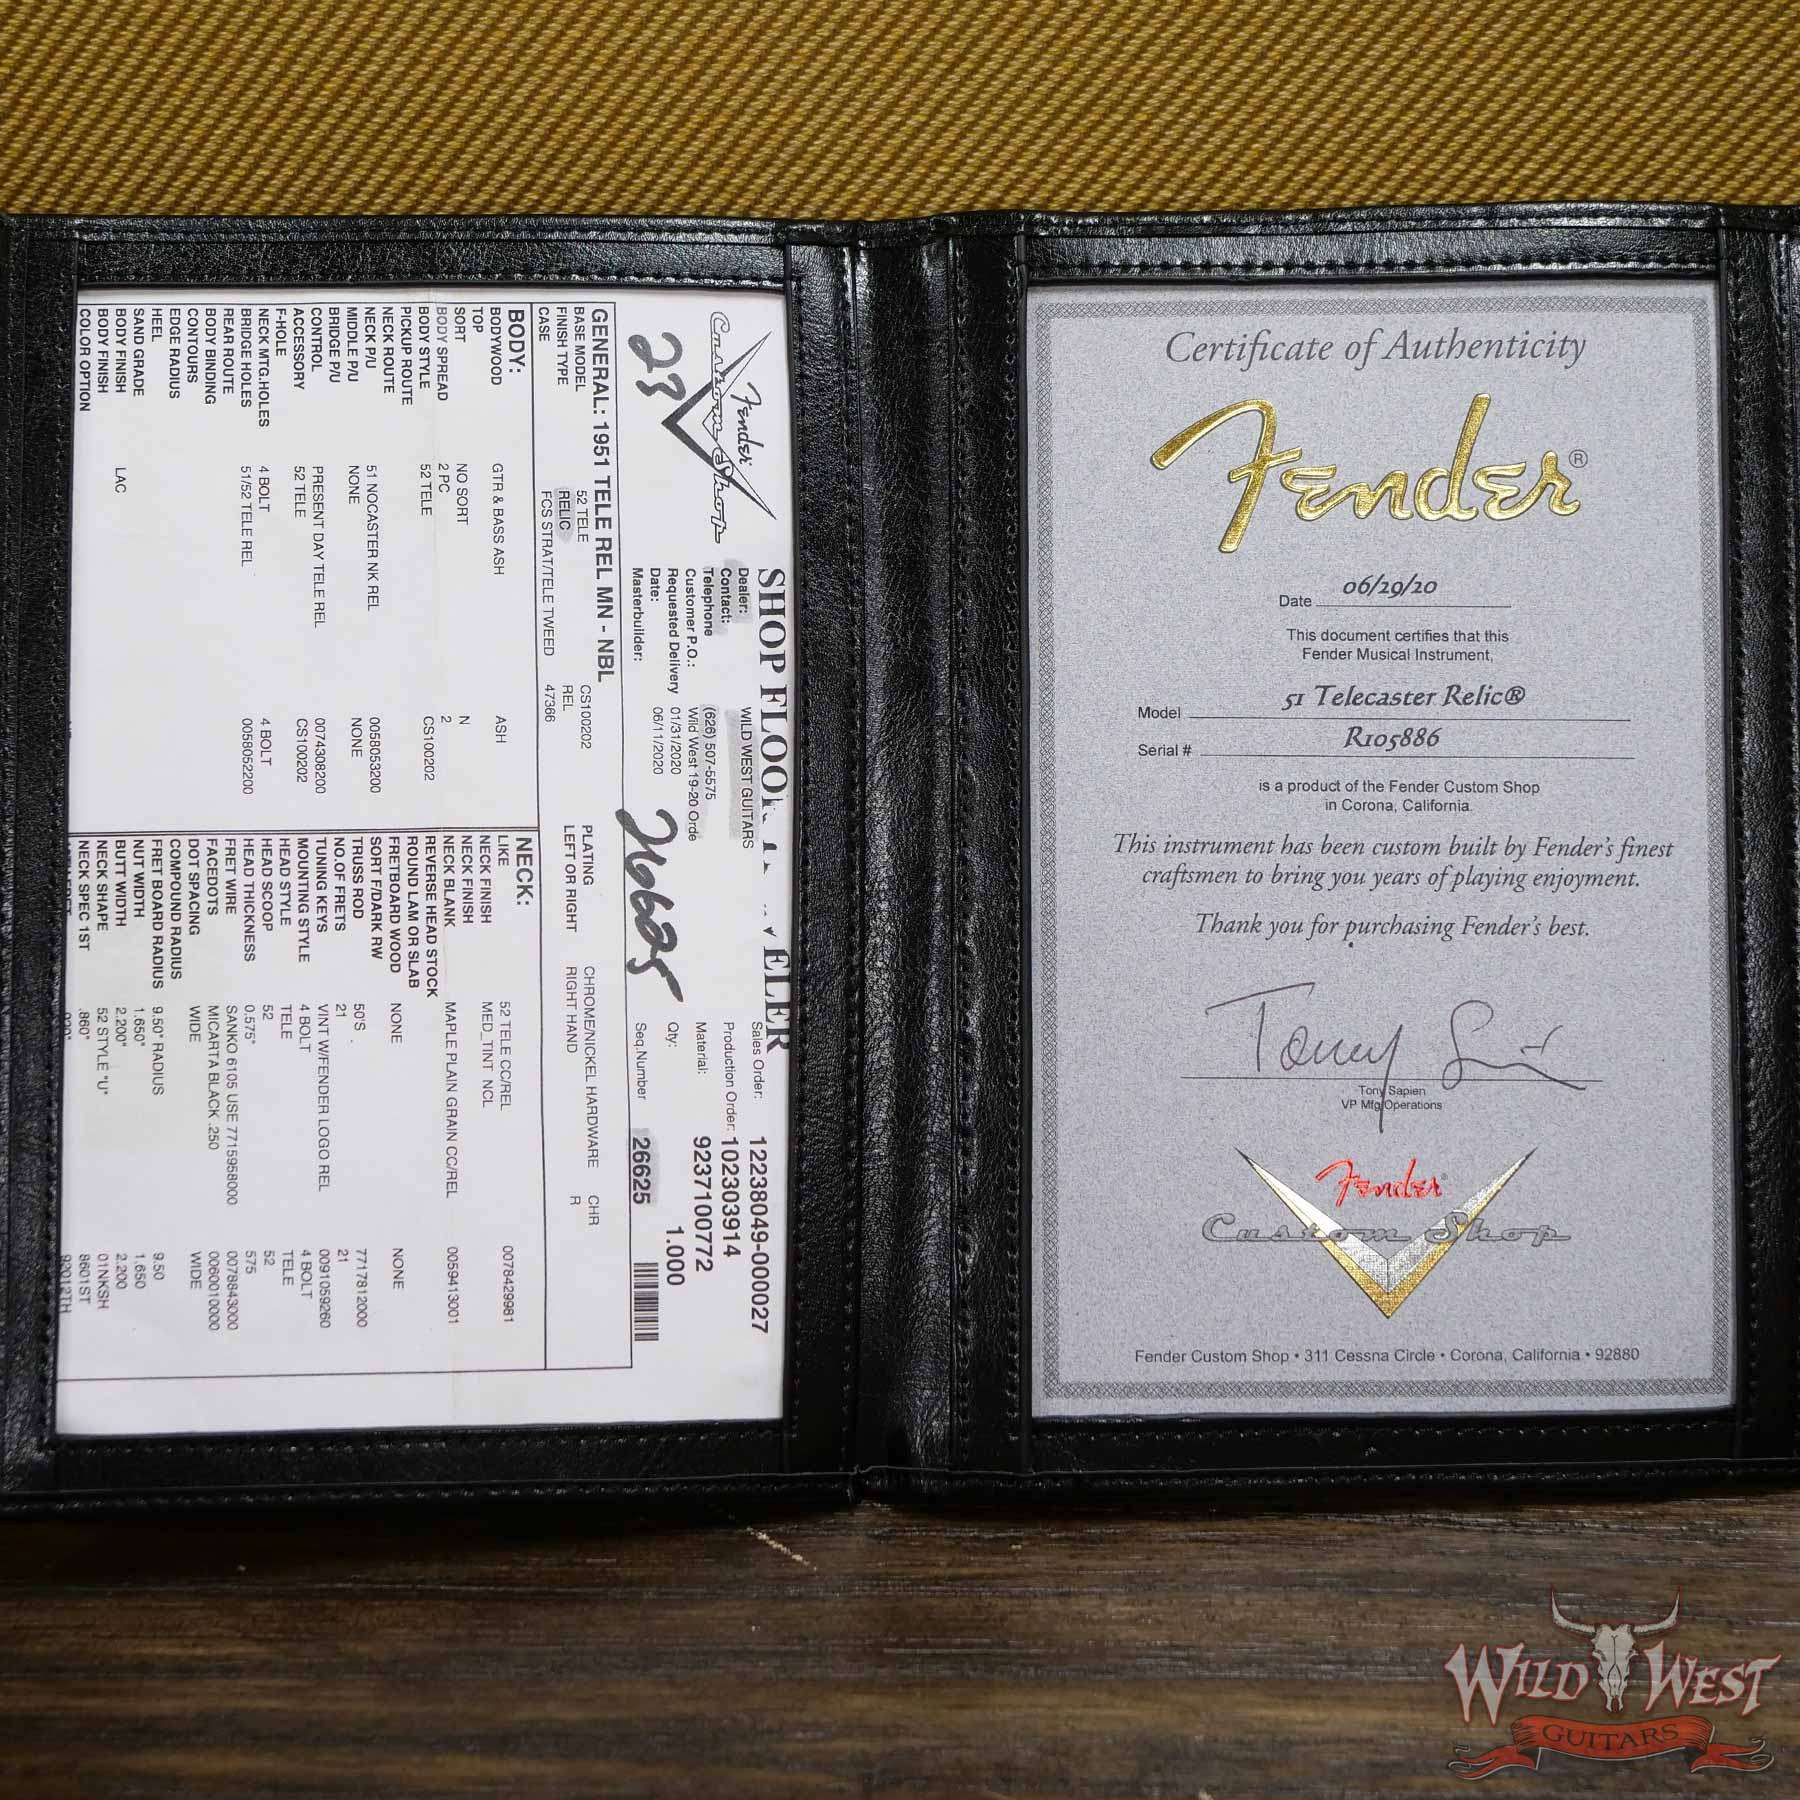 Fender
Custom Shop
23
SHOP FLOOR
Dealer: WILD WEST GUITARS
Contact:
Telephone (626) 507-5575
Customer P.O.: Wild West 19-20 Orde
Requested Delivery 01/31/2020
Date: 06/11/2020
Masterbuilder:
26625
Sales Order: 12238049-000027
Production Order: 102303914
Material: 9237100772
Qty: 1.000
Seq.Number 26625
GENERAL: 1951 TELE REL MN - NBL
BASE MODEL 52 TELE CS100202 PLATING CHROME/NICKEL HARDWARE CHR
FINISH TYPE RELIC REL LEFT OR RIGHT RIGHT HAND R
CASE FCS STRAT/TELE TWEED 47366
BODY:
BODYWOOD GTR & BASS ASH ASH
TOP
SORT NO SORT N
BODY SPREAD 2 PC 2
BODY STYLE 52 TELE CS100202
PICKUP ROUTE
NECK ROUTE
NECK P/U 51 NOCASTER NK REL 0058053200
MIDDLE P/U NONE NONE
BRIDGE P/U
CONTROL PRESENT DAY TELE REL 0074308200
ACCESSORY 52 TELE CS100202
F-HOLE
NECK MTG.HOLES 4 BOLT 4 BOLT
BRIDGE HOLES 51/52 TELE REL 0058052200
REAR ROUTE
BODY BINDING
CONTOURS
EDGE RADIUS
HEEL
SAND GRADE
BODY FINISH LAC
BODY FINISH
COLOR OPTION
NECK:
LIKE 52 TELE CC/REL 0078429981
NECK FINISH MED_TINT_NCL
NECK FINISH
NECK BLANK MAPLE PLAIN GRAIN CC/REL 0059413001
REVERSE HEAD STOCK
ROUND LAM OR SLAB
FRETBOARD WOOD NONE NONE
SORT F/DARK RW
TRUSS ROD 50'S 7717812000
NO.OF FRETS 21 21
TUNING KEYS VINT W/FENDER LOGO REL 0091059260
MOUNTING STYLE 4 BOLT 4 BOLT
HEAD STYLE TELE TELE
HEAD SCOOP 52 52
HEAD THICKNESS 0.575" 575
FRET WIRE SANKO 6105 USE 7715968000 0078843000
FACEDOTS MICARTA BLACK .250 0060010000
DOT SPACING WIDE WIDE
COMPOUND RADIUS
FRET BOARD RADIUS 9.50" RADIUS 9.50
NUT WIDTH 1.650" 1.650
BUTT WIDTH 2.200" 2.200
NECK SHAPE 52 STYLE "U" 01NKSH
NECK SPEC 1ST .860" 8601ST
Certificate of Authenticity
Fender®
Date 06/29/20
This document certifies that this
Fender Musical Instrument,
Model 51 Telecaster Relic®
Serial # R105886
is a product of the Fender Custom Shop
in Corona, California.
This instrument has been custom built by Fender's finest
craftsmen to bring you years of playing enjoyment.
Thank you for purchasing Fender's best.
Tony Sapien
VP Mfg Operations
Fender
Custom Shop
Fender Custom Shop • 311 Cessna Circle • Corona, California • 92880
WILD WEST
GUITARS